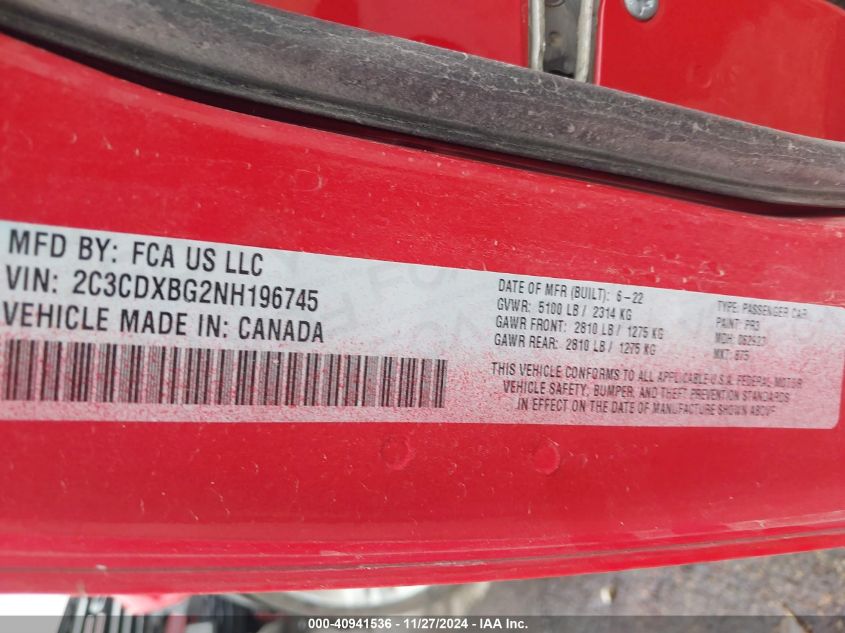 MFD BY: FCA US LLC
VIN: 2C3CDXBG2NH196745
VEHICLE MADE IN: CANADA
DATE OF MFR (BUILT): 6-22
GVWR: 5100 LB / 2314 KG
GAWR FRONT: 2810 LB / 1275 KG
GAWR REAR: 2810 LB / 1275 KG
TYPE: PASSENGER CAR
PAINT: PR3
MDH:
MKT:
THIS VEHICLE CONFORMS TO ALL APPLICABLE U.S.A. FEDERAL MOTOR
VEHICLE SAFETY, BUMPER, AND THEFT PREVENTION STANDARDS
IN EFFECT ON THE DATE OF MANUFACTURE SHOWN ABOVE
000-40941536 - 11/27/2024 - IAA Inc.